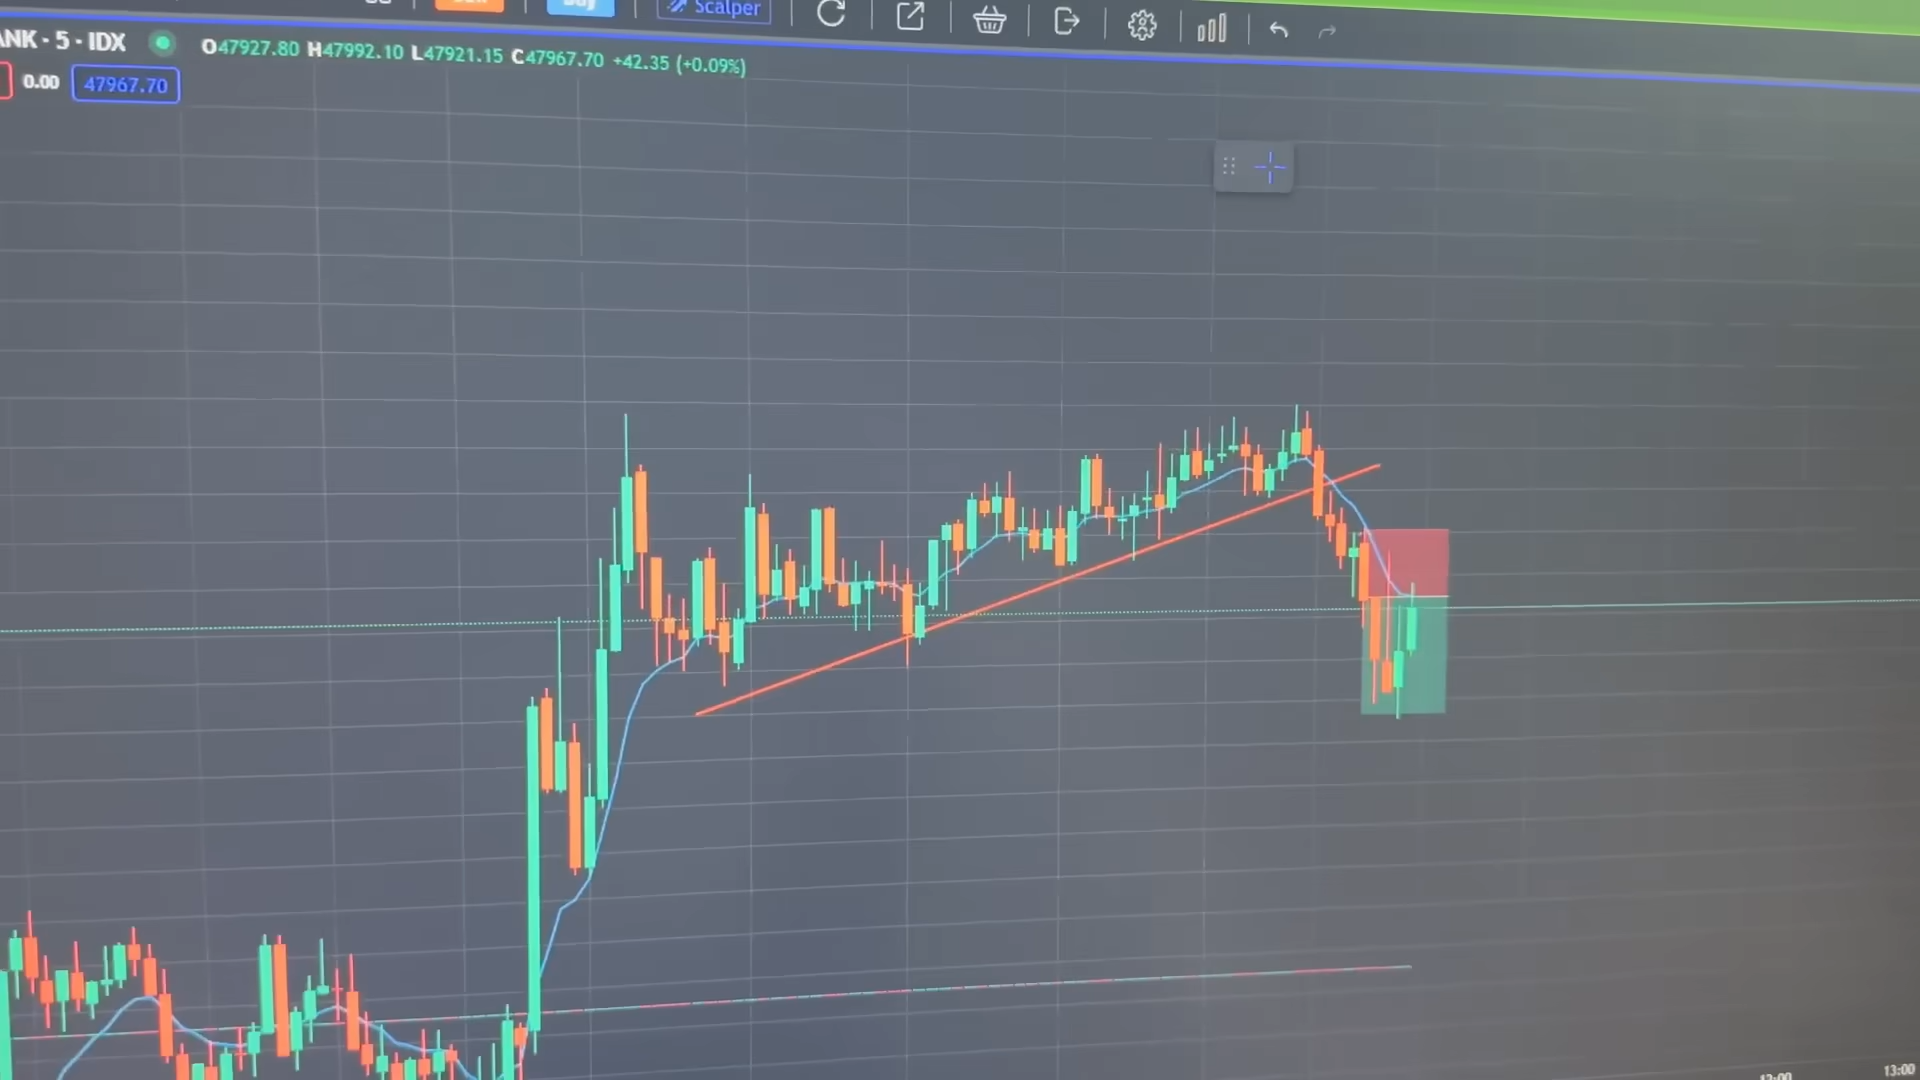 Scalper
ANK · 5 · IDX O47927.80 H47992.10 L47921.15 C47967.70 +42.35 (+0.09%)
0.00 47967.70
13:00